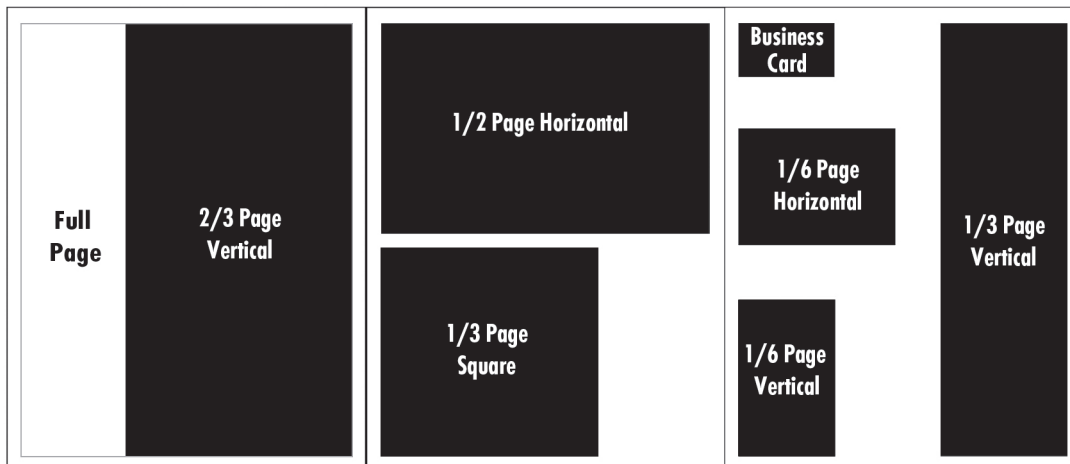 Full
Page
2/3 Page
Vertical
1/2 Page Horizontal
1/3 Page
Square
Business
Card
1/6 Page
Horizontal
1/6 Page
Vertical
1/3 Page
Vertical